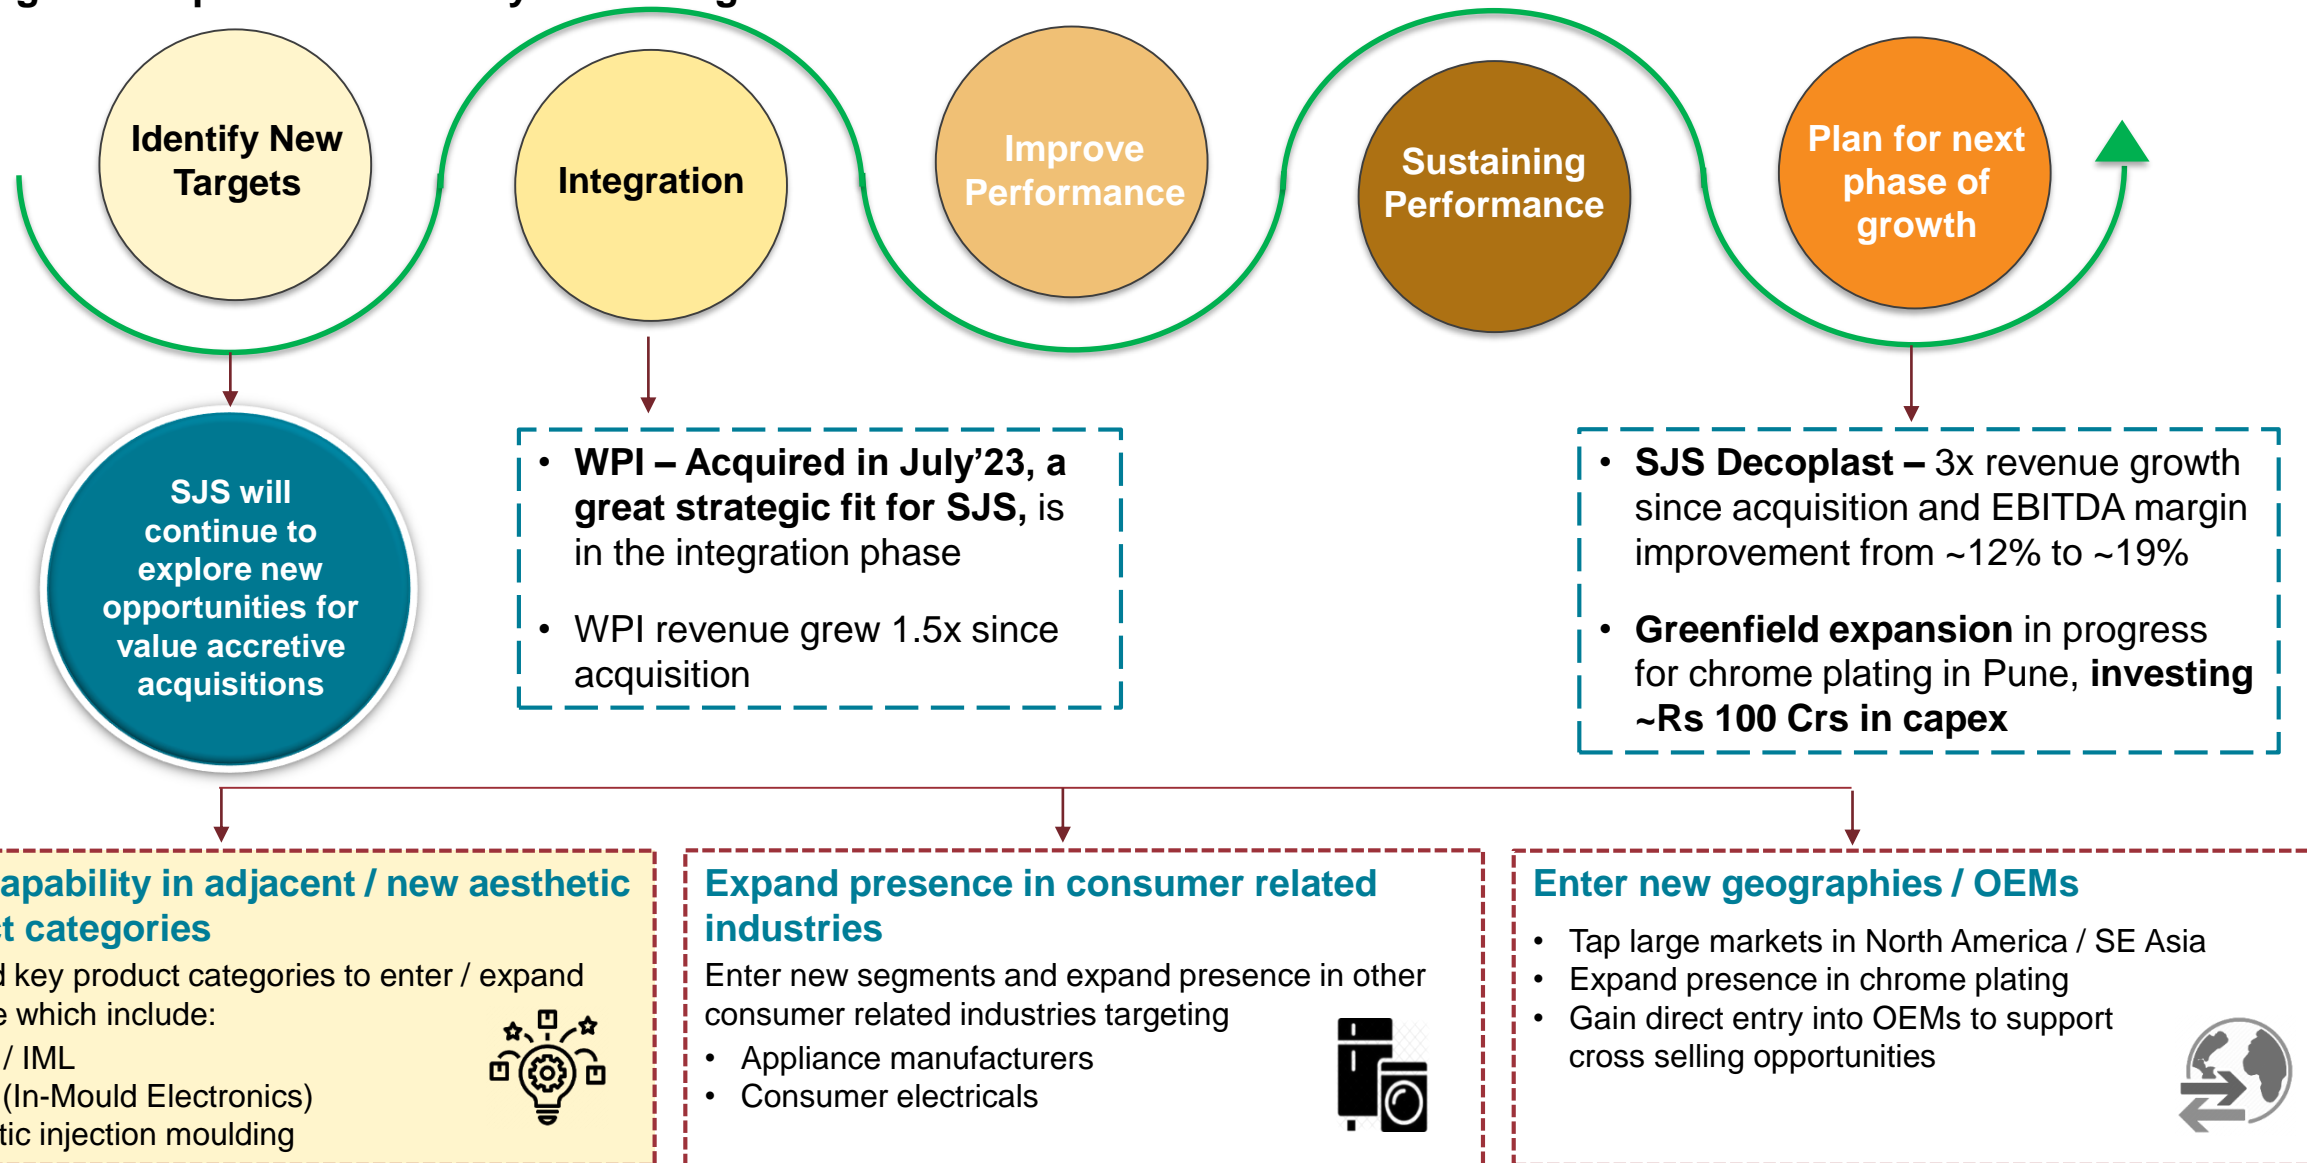 Identify New
Targets
Integration
Improve
Performance
Sustaining
Performance
Plan for next
phase of
growth
SJS will
continue to
explore new
opportunities for
value accretive
acquisitions
• WPI – Acquired in July’23, a
great strategic fit for SJS, is
in the integration phase
• WPI revenue grew 1.5x since
acquisition
• SJS Decoplast – 3x revenue growth
since acquisition and EBITDA margin
improvement from ~12% to ~19%
• Greenfield expansion in progress
for chrome plating in Pune, investing
~Rs 100 Crs in capex
in adjacent / new aesthetic
categories
key product categories to enter / expand
which include:
/ IML
(In-Mould Electronics)
injection moulding
Expand presence in consumer related
industries
Enter new segments and expand presence in other
consumer related industries targeting
• Appliance manufacturers
• Consumer electricals
Enter new geographies / OEMs
• Tap large markets in North America / SE Asia
• Expand presence in chrome plating
• Gain direct entry into OEMs to support
cross selling opportunities